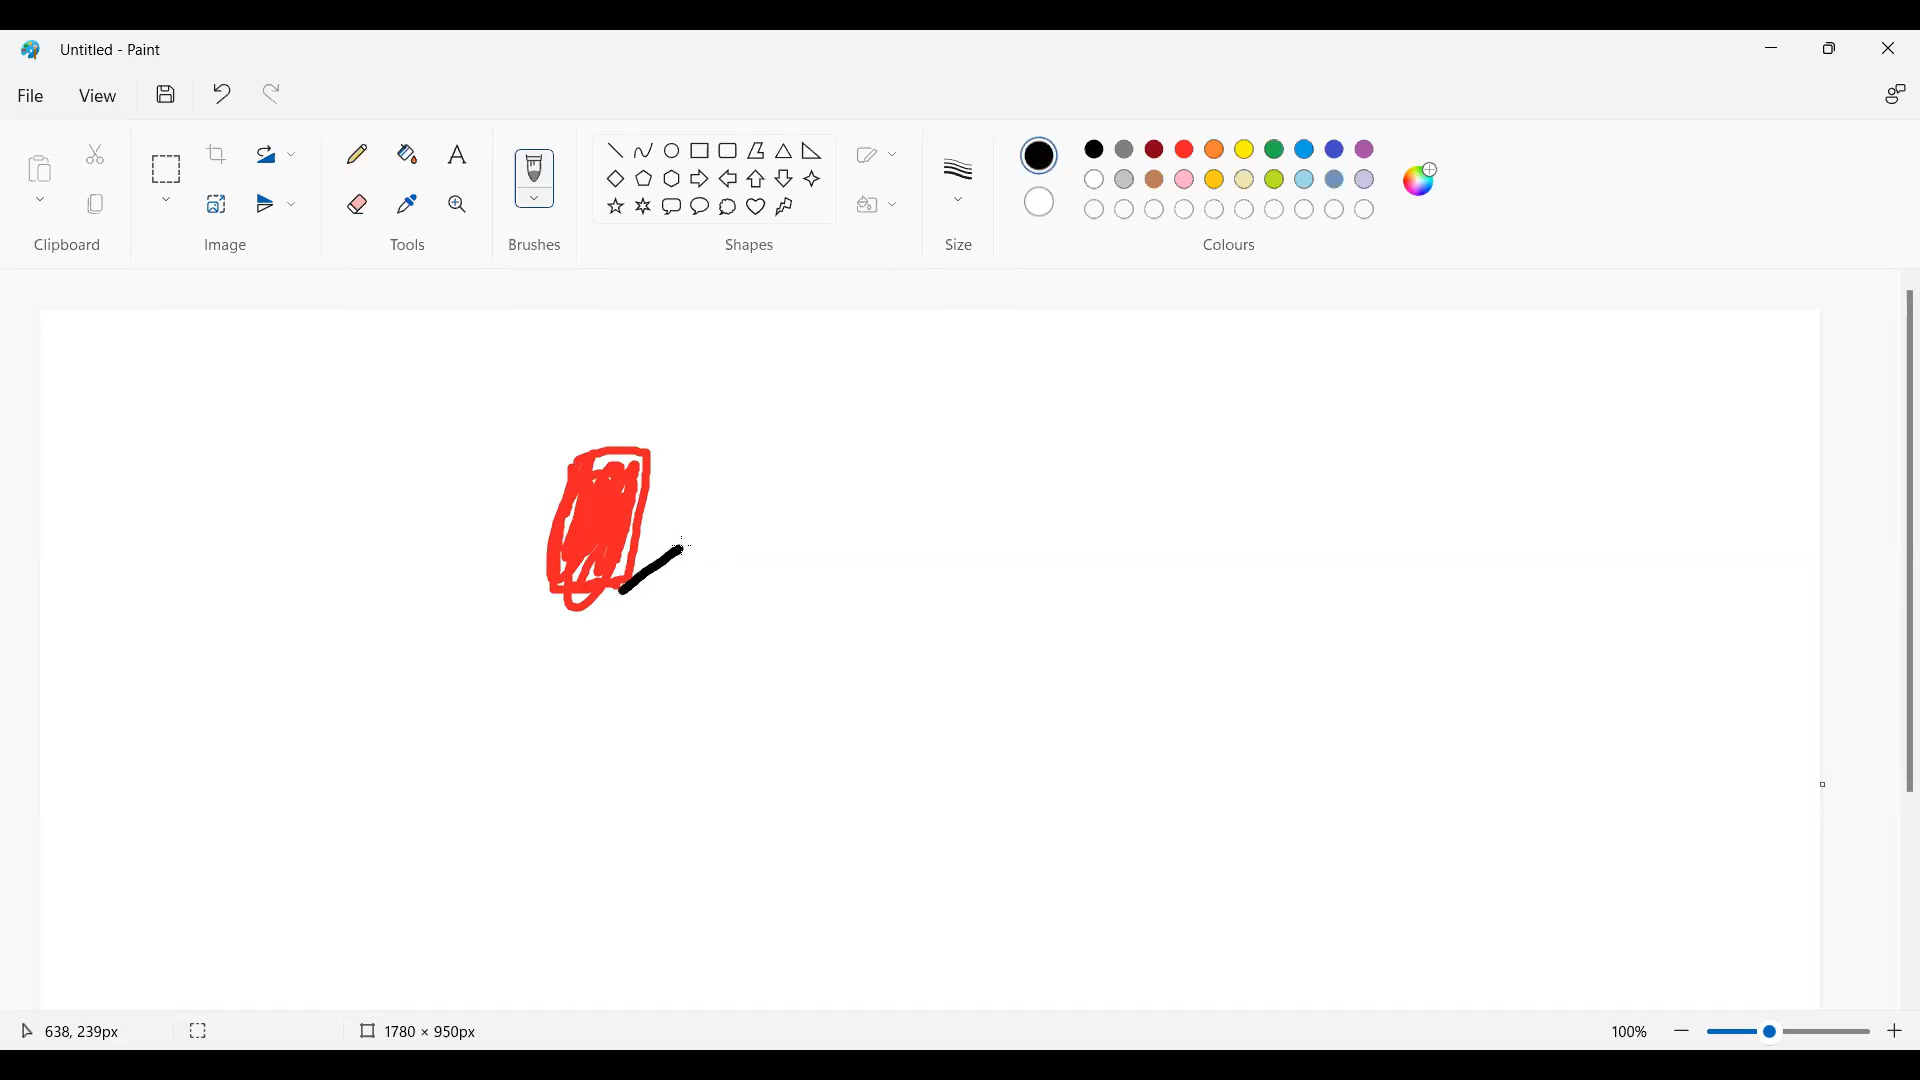 Untitled - Paint
File View
Clipboard Image Tools Brushes Shapes Size Colours
638, 239px 1780 × 950px 100%